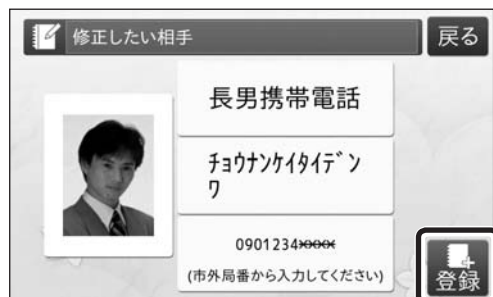 修正したい相手
戻る
長男携帯電話
チョウナンケイタイデン
ワ
0901234××××
(市外局番から入力してください)
登録